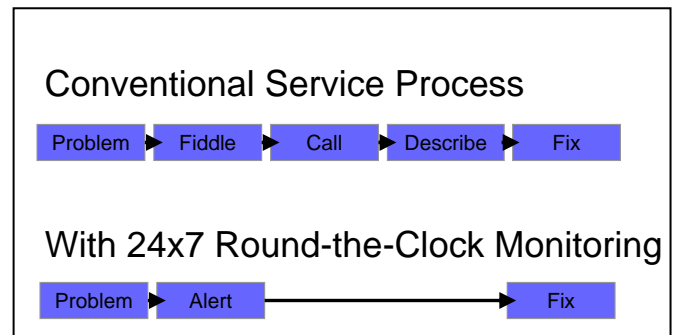 Conventional Service Process
Problem Fiddle Call Describe Fix
With 24x7 Round-the-Clock Monitoring
Problem Alert Fix